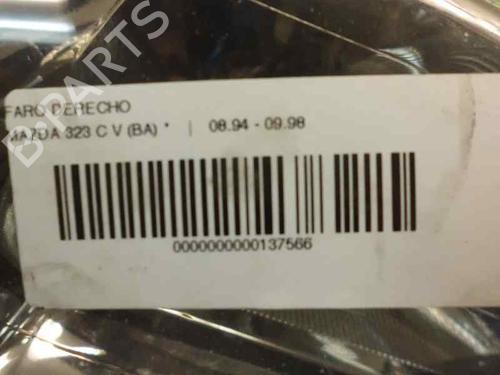 B-PARTS
FARO DERECHO
MAZDA 323 C V (BA) * | 08.94 - 09.98
0000000000137566